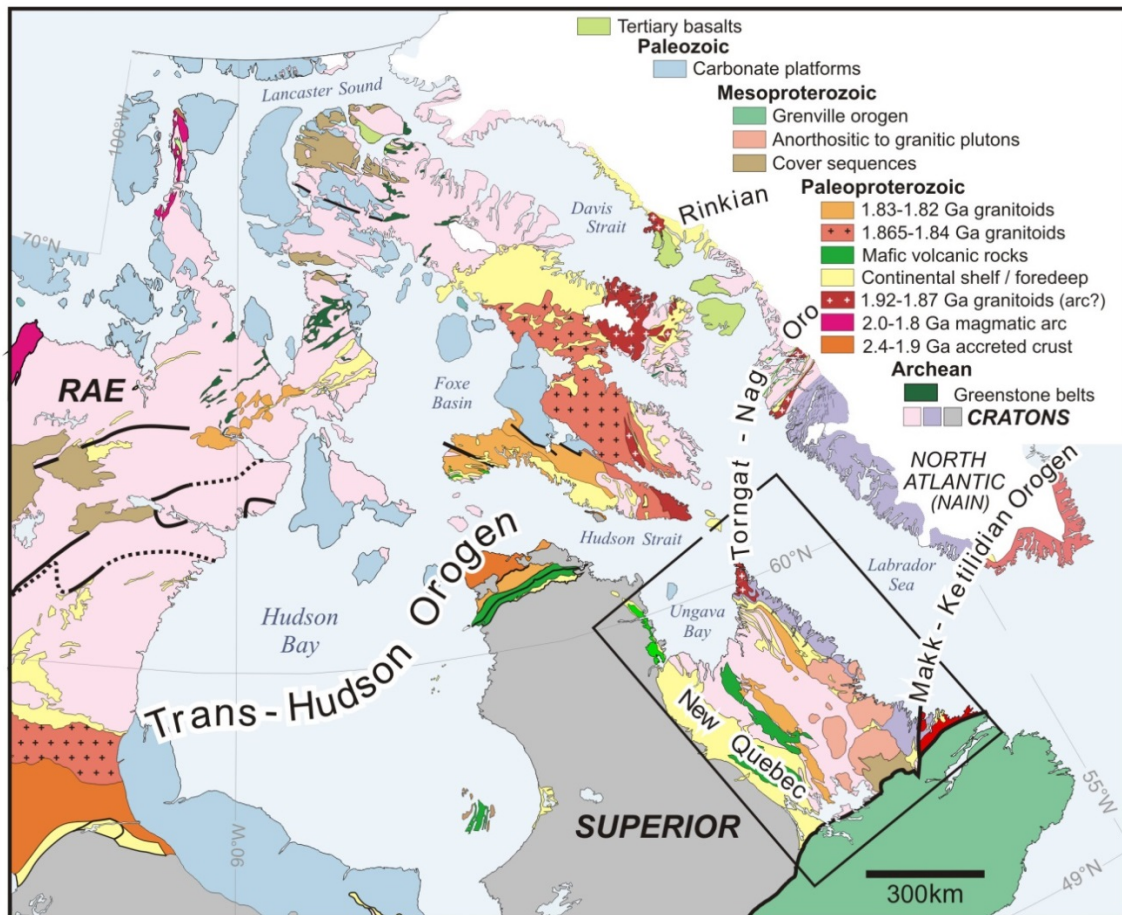 Tertiary basalts
Paleozoic
Carbonate platforms
Mesoproterozoic
Grenville orogen
Anorthositic to granitic plutons
Cover sequences
Paleoproterozoic
1.83-1.82 Ga granitoids
1.865-1.84 Ga granitoids
Mafic volcanic rocks
Continental shelf / foredeep
1.92-1.87 Ga granitoids (arc?)
2.0-1.8 Ga magmatic arc
2.4-1.9 Ga accreted crust
Archean
Greenstone belts
CRATONS
Lancaster Sound
100°W
70°N
Davis
Strait
Rinkian
RAE
Foxe
Basin
Torngat - Nag Oro
NORTH
ATLANTIC
(NAIN)
Hudson Strait
60°N
Labrador
Sea
Ungava
Bay
Hudson
Bay
Trans-Hudson Orogen
Makk - Ketilidian Orogen
New
Quebec
SUPERIOR
90°W
55°W
49°N
300km